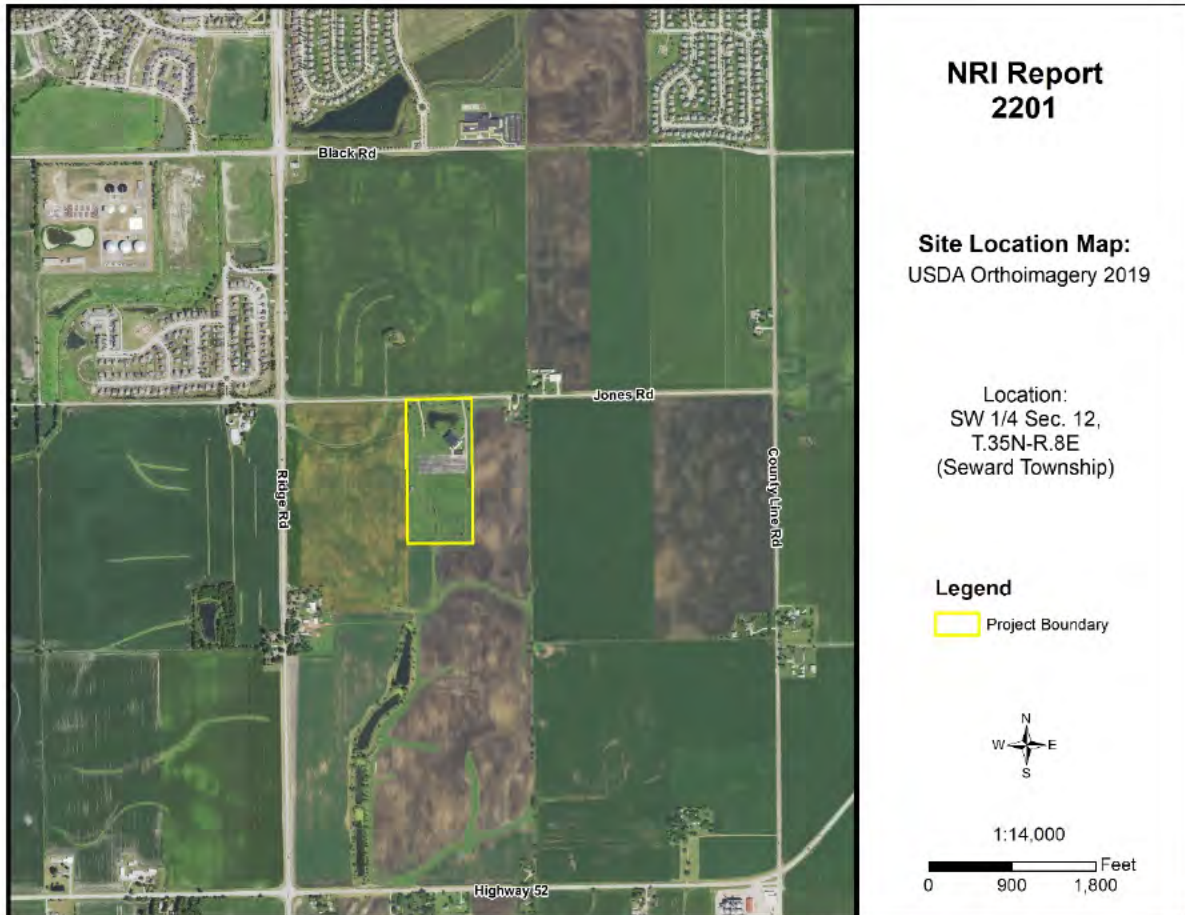 Black Rd
Jones Rd
Ridge Rd
County Line Rd
Highway 52
NRI Report
2201
Site Location Map:
USDA Orthoimagery 2019
Location:
SW 1/4 Sec. 12,
T.35N-R.8E
(Seward Township)
Legend
Project Boundary
N
W E
S
1:14,000
Feet
0 900 1,800